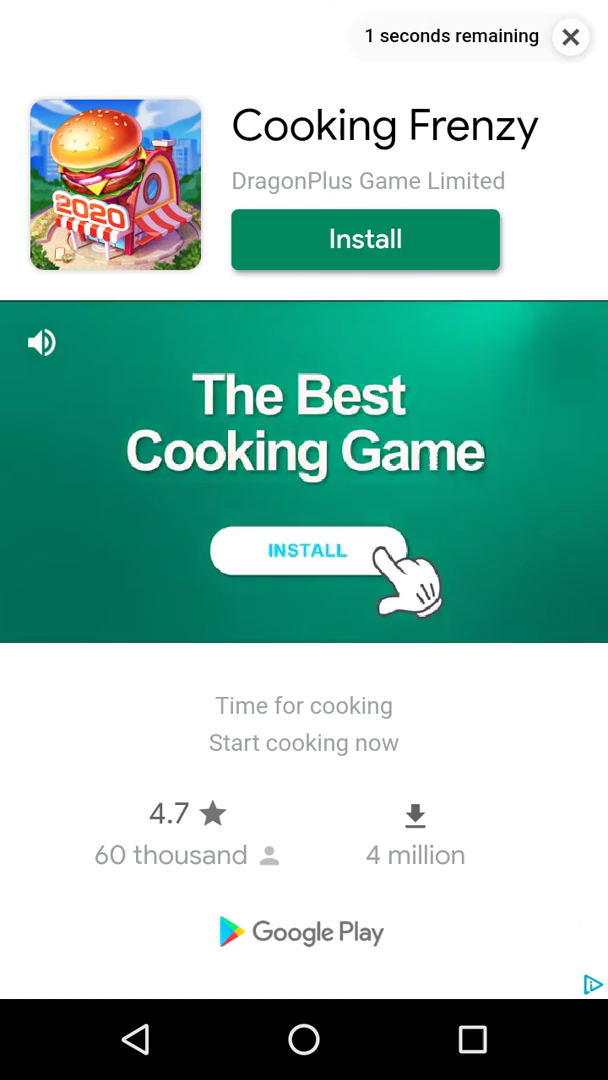 1 seconds remaining
Cooking Frenzy
DragonPlus Game Limited
2020
Install
The Best
Cooking Game
INSTALL
Time for cooking
Start cooking now
4.7
60 thousand
4 million
Google Play